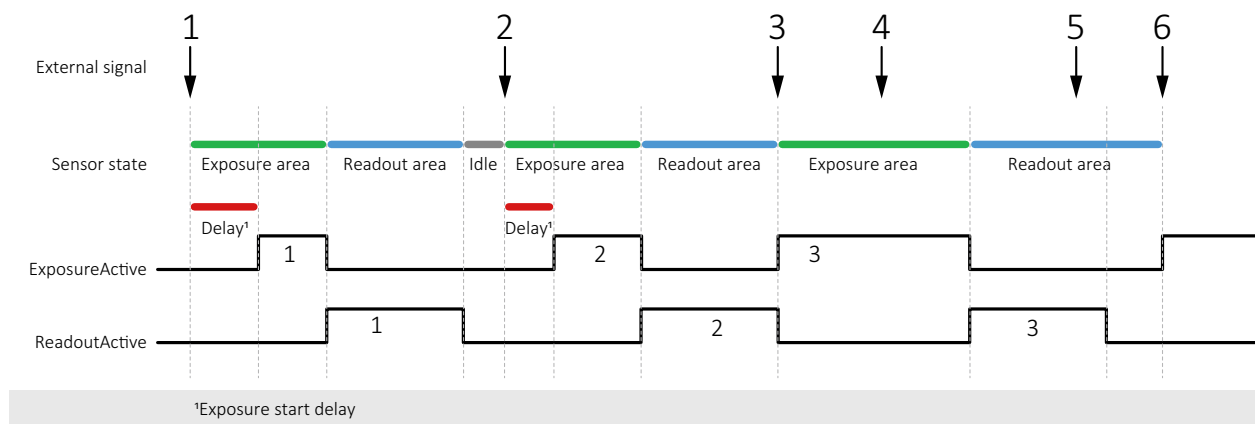 1 2 3 4 5 6
External signal
Sensor state Exposure area Readout area Idle Exposure area Readout area Exposure area Readout area
Delay¹ Delay¹
ExposureActive 1 2 3
ReadoutActive 1 2 3
¹Exposure start delay